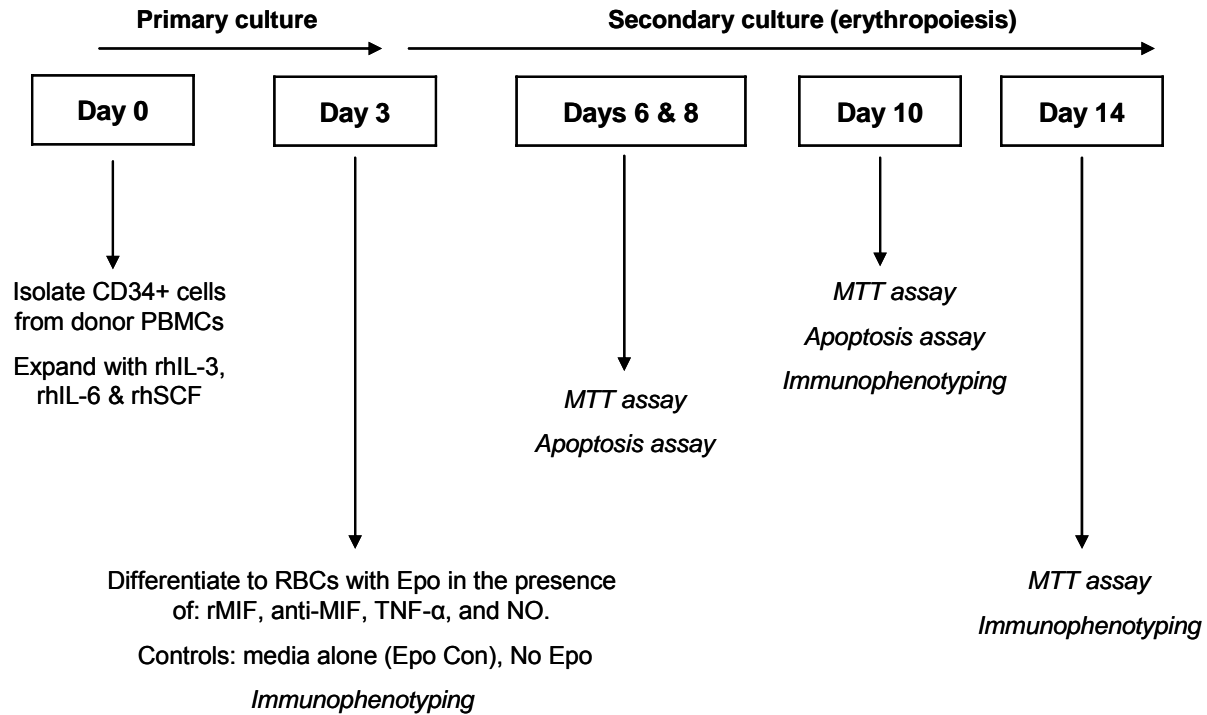 Primary culture
Secondary culture (erythropoiesis)
Day 0
Day 3
Days 6 & 8
Day 10
Day 14
Isolate CD34+ cells
from donor PBMCs
Expand with rhIL-3,
rhIL-6 & rhSCF
MTT assay
Apoptosis assay
MTT assay
Apoptosis assay
Immunophenotyping
Differentiate to RBCs with Epo in the presence
of: rMIF, anti-MIF, TNF-α, and NO.
Controls: media alone (Epo Con), No Epo
Immunophenotyping
MTT assay
Immunophenotyping